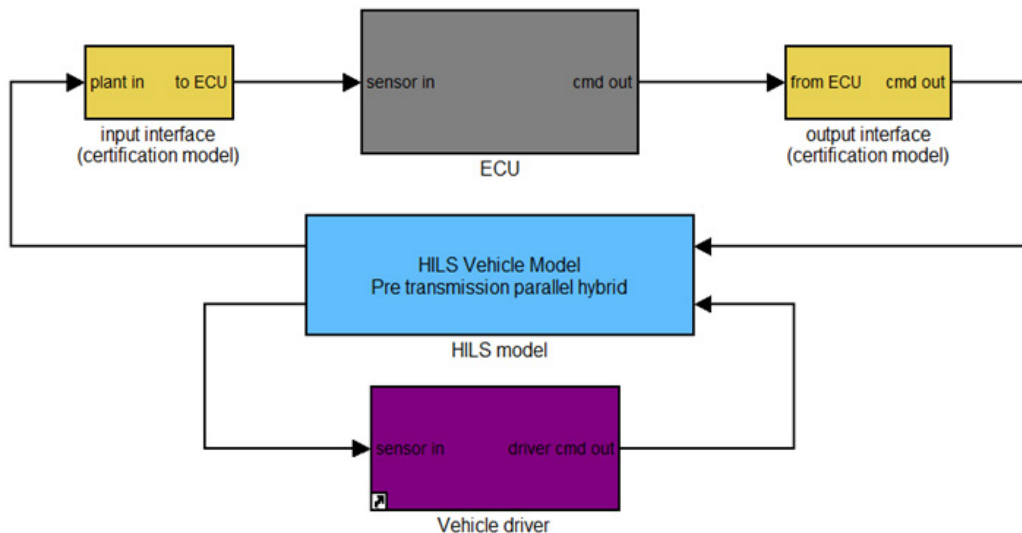 plant in to ECU
input interface
(certification model)
sensor in cmd out
ECU
from ECU cmd out
output interface
(certification model)
HILS Vehicle Model
Pre transmission parallel hybrid
HILS model
sensor in driver cmd out
Vehicle driver